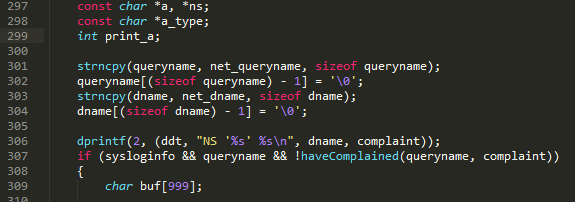 297 const char *a, *ns;
298 const char *a_type;
299 int print_a;
300
301 strncpy(queryname, net_queryname, sizeof queryname);
302 queryname[(sizeof queryname) - 1] = '\0';
303 strncpy(dname, net_dname, sizeof dname);
304 dname[(sizeof dname) - 1] = '\0';
305
306 dprintf(2, (ddt, "NS '%s' %s\n", dname, complaint));
307 if (sysloginfo && queryname && !haveComplained(queryname, complaint))
308 {
309 char buf[999];
310